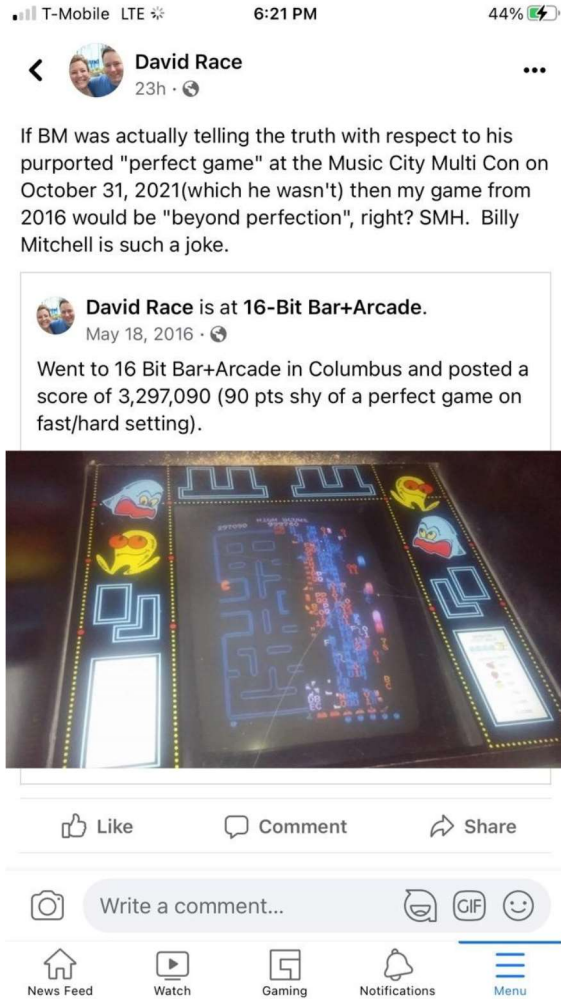 T-Mobile LTE 6:21 PM 44%
David Race
23h
If BM was actually telling the truth with respect to his
purported "perfect game" at the Music City Multi Con on
October 31, 2021(which he wasn't) then my game from
2016 would be "beyond perfection", right? SMH. Billy
Mitchell is such a joke.
David Race is at 16-Bit Bar+Arcade.
May 18, 2016
Went to 16 Bit Bar+Arcade in Columbus and posted a
score of 3,297,090 (90 pts shy of a perfect game on
fast/hard setting).
HIGH SCORE
Like Comment Share
Write a comment...
GIF
News Feed Watch Gaming Notifications Menu